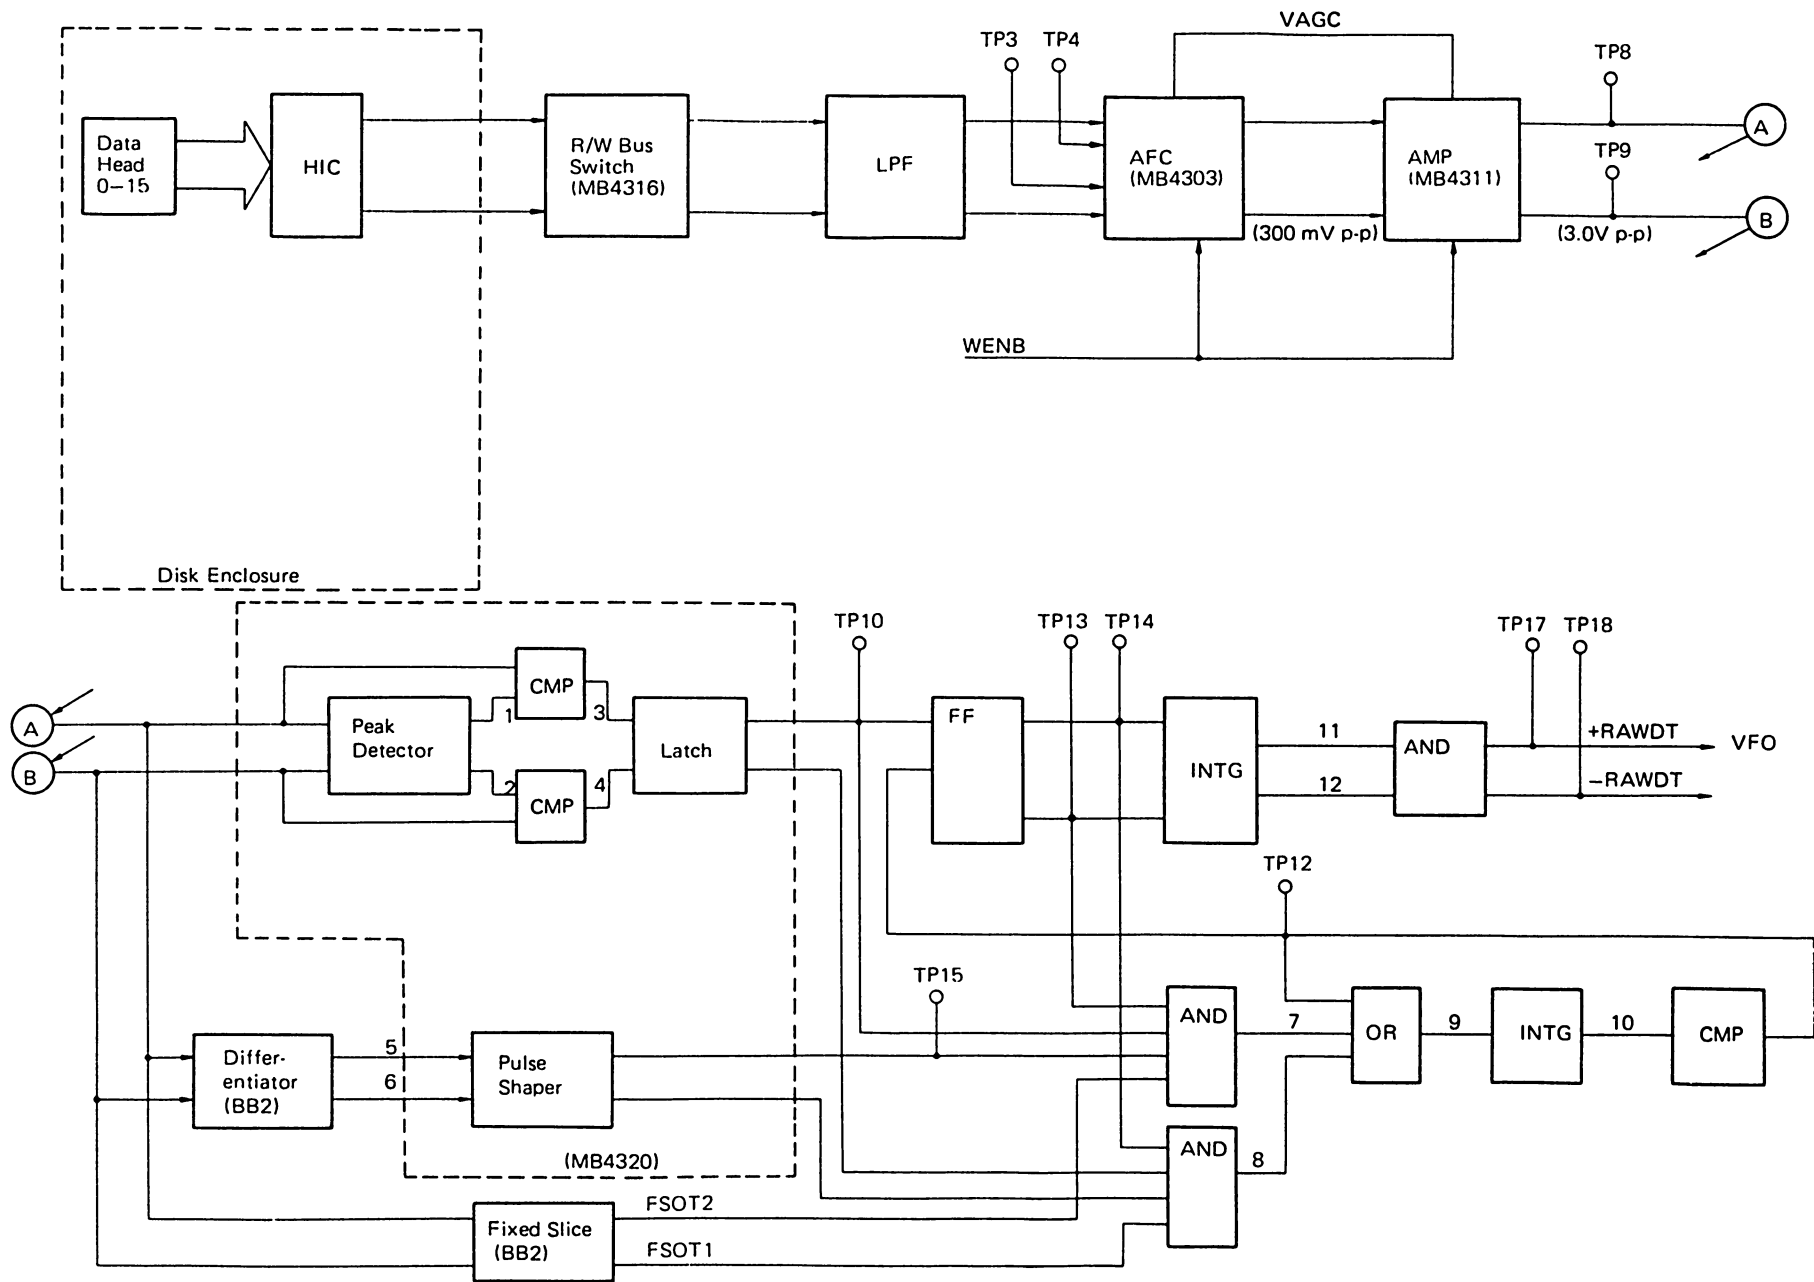 VAGC
TP3
TP4
TP8
Data
Head
0–15
HIC
R/W Bus
Switch
(MB4316)
LPF
AFC
(MB4303)
AMP
(MB4311)
TP9
A
B
(300 mV p-p)
(3.0V p-p)
WENB
Disk Enclosure
TP10
TP13
TP14
TP17
TP18
A
B
Peak
Detector
CMP
1
3
2
CMP
4
Latch
FF
INTG
11
12
AND
+RAWDT
VFO
–RAWDT
TP12
TP15
Differ-
entiator
(BB2)
5
6
Pulse
Shaper
(MB4320)
AND
7
OR
9
INTG
10
CMP
AND
8
Fixed Slice
(BB2)
FSOT2
FSOT1